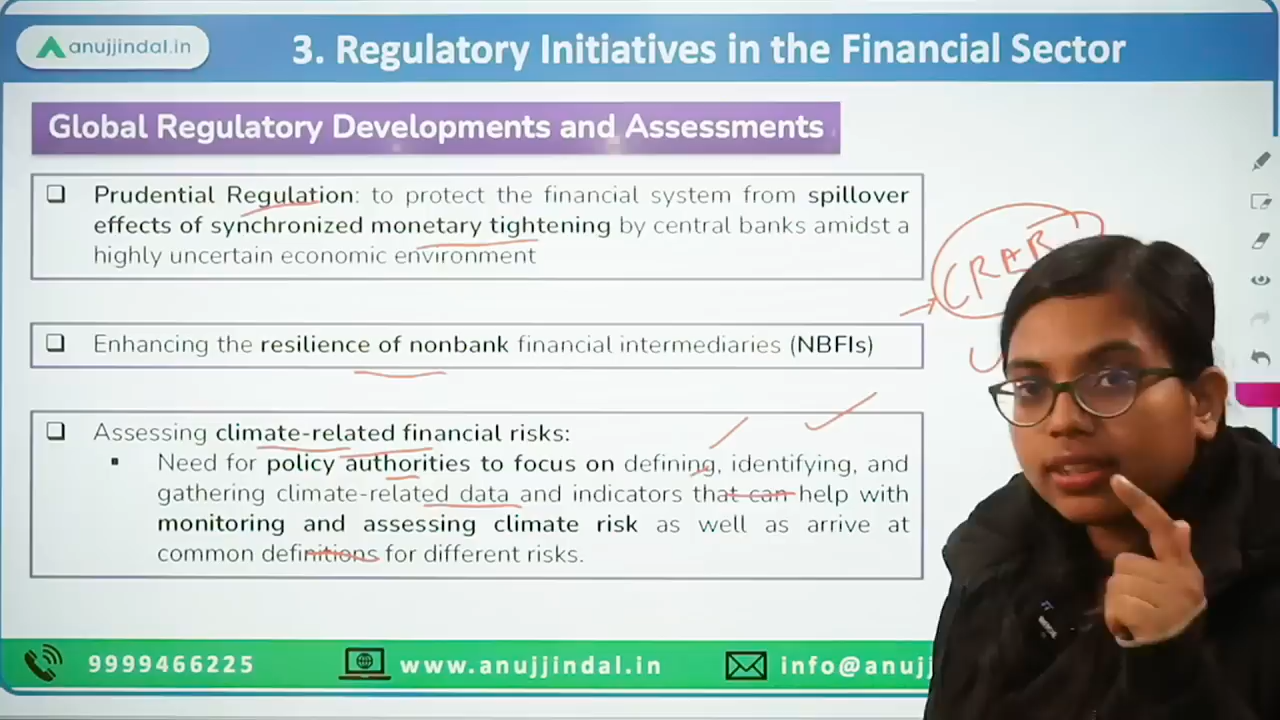 anujjindal.in
3. Regulatory Initiatives in the Financial Sector
Global Regulatory Developments and Assessments
Prudential Regulation: to protect the financial system from spillover
effects of synchronized monetary tightening by central banks amidst a
highly uncertain economic environment
CRAR
Enhancing the resilience of nonbank financial intermediaries (NBFIs)
Assessing climate-related financial risks:
Need for policy authorities to focus on defining, identifying, and
gathering climate-related data and indicators that can help with
monitoring and assessing climate risk as well as arrive at
common definitions for different risks.
9999466225
www.anujjindal.in
info@anujj